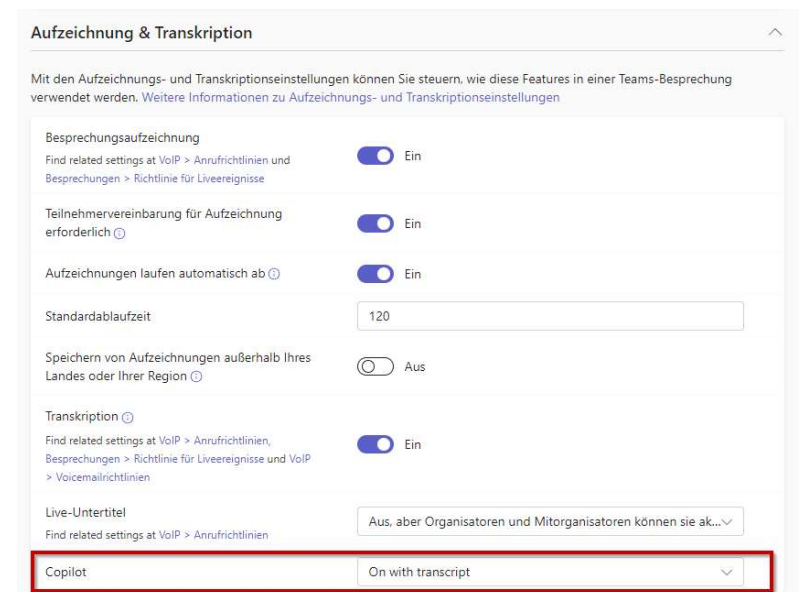 Aufzeichnung & Transkription
Mit den Aufzeichnungs- und Transkriptionseinstellungen können Sie steuern, wie diese Features in einer Teams-Besprechung
verwendet werden. Weitere Informationen zu Aufzeichnungs- und Transkriptionseinstellungen
Besprechungsaufzeichnung
Find related settings at VoIP > Anrufrichtlinien und
Besprechungen > Richtlinie für Liveereignisse
Ein
Teilnehmervereinbarung für Aufzeichnung
erforderlich
Ein
Aufzeichnungen laufen automatisch ab
Ein
Standardablaufzeit
120
Speichern von Aufzeichnungen außerhalb Ihres
Landes oder Ihrer Region
Aus
Transkription
Find related settings at VoIP > Anrufrichtlinien,
Besprechungen > Richtlinie für Liveereignisse und VoIP
> Voicemailrichtlinien
Ein
Live-Untertitel
Find related settings at VoIP > Anrufrichtlinien
Aus, aber Organisatoren und Mitorganisatoren können sie ak...
Copilot
On with transcript